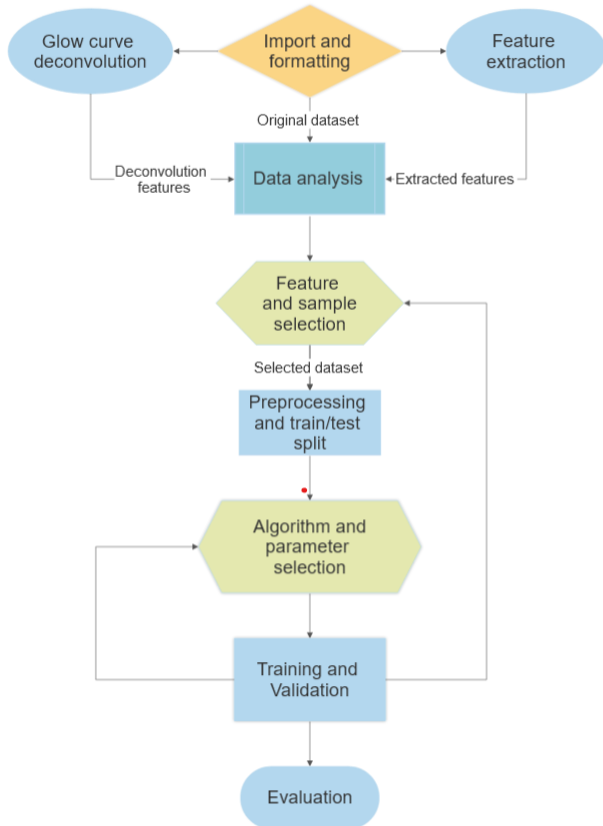 Glow curve
deconvolution
Import and
formatting
Feature
extraction
Original dataset
Deconvolution
features
Data analysis
Extracted features
Feature
and sample
selection
Selected dataset
Preprocessing
and train/test
split
Algorithm and
parameter
selection
Training and
Validation
Evaluation